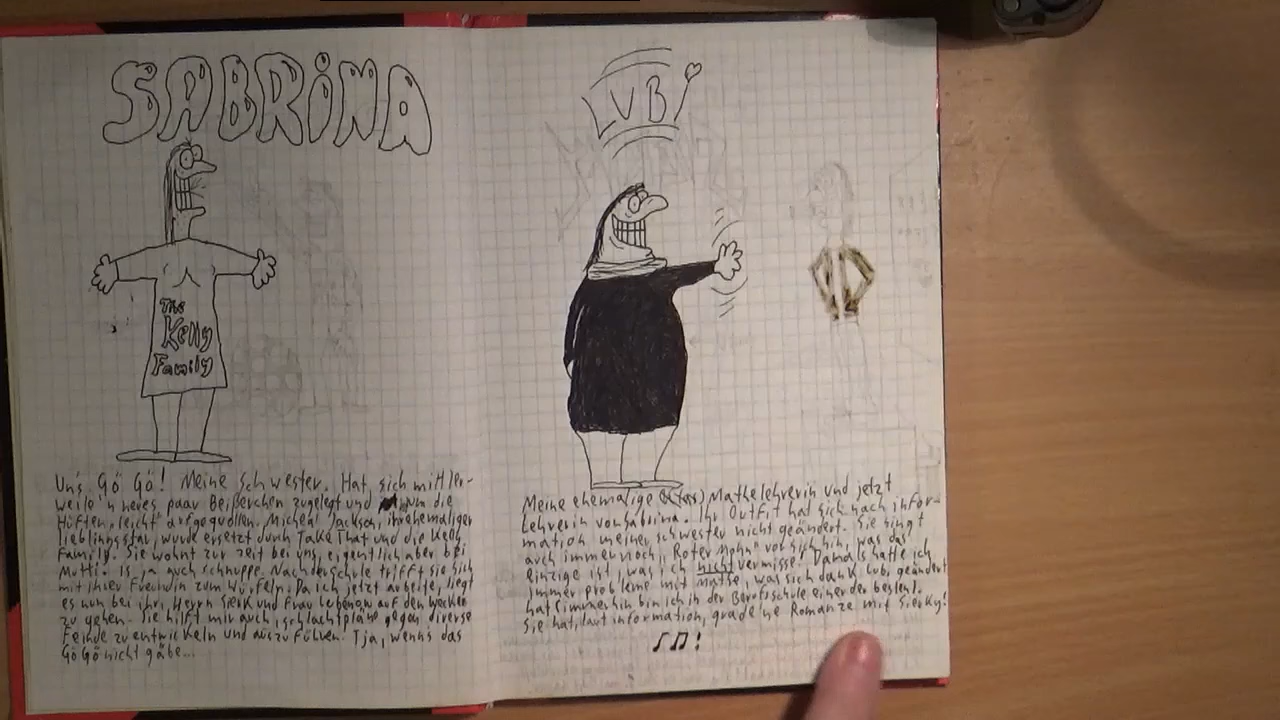 SABRINA
The
Kelly
Family
Un's Gö Gö! Meine Schwester. Hat sich mittler-
weile 'n neues paar Beißerchen zugelegt und um die
Hüften leicht aufgequollen. Micheal Jackson, ihr ehemaliger
lieblingsstar, wurde ersetzt durch Take That und die Kelly
Family. Sie wohnt zur zeit bei uns, eigentlich aber bei
Mutti. Is ja auch schnuppe. Nach der Schule trifft sie sich
mit ihrer Freundin zum Würfeln. Da ich jetzt arbeite, liegt
es nun bei ihr, Herrn Sierk und Frau Lebenow auf den Wecker
zu gehen. Sie hilft mir auch, schlachtpläne gegen diverse
Feinde zu entwickeln und auszuführen. Tja, wenns das
Gö Gö nicht gäbe...
LVB
Meine ehemalige Mathelehrerin und jetzt
Lehrerin von Sabrina. Ihr Outfit hat sich nach infor-
mation meiner schwester nicht geändert. Sie singt
auch immer noch "Roter Mohn" vor sich hin, was das
einzige ist, was ich nicht vermisse. Damals hatte ich
immer probleme mit Mathe, was sich dank Lvb. geändert
hat (immerhin bin ich in der Berufsschule einer der besten).
Sie hat, laut information, grade 'ne Romanze mit Sierky!
♪♫!